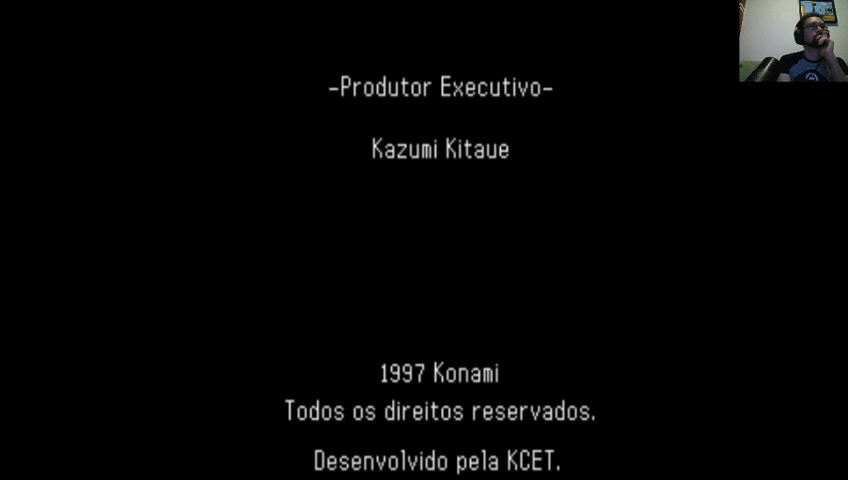 -Produtor Executivo-
Kazumi Kitaue
1997 Konami
Todos os direitos reservados.
Desenvolvido pela KCET.